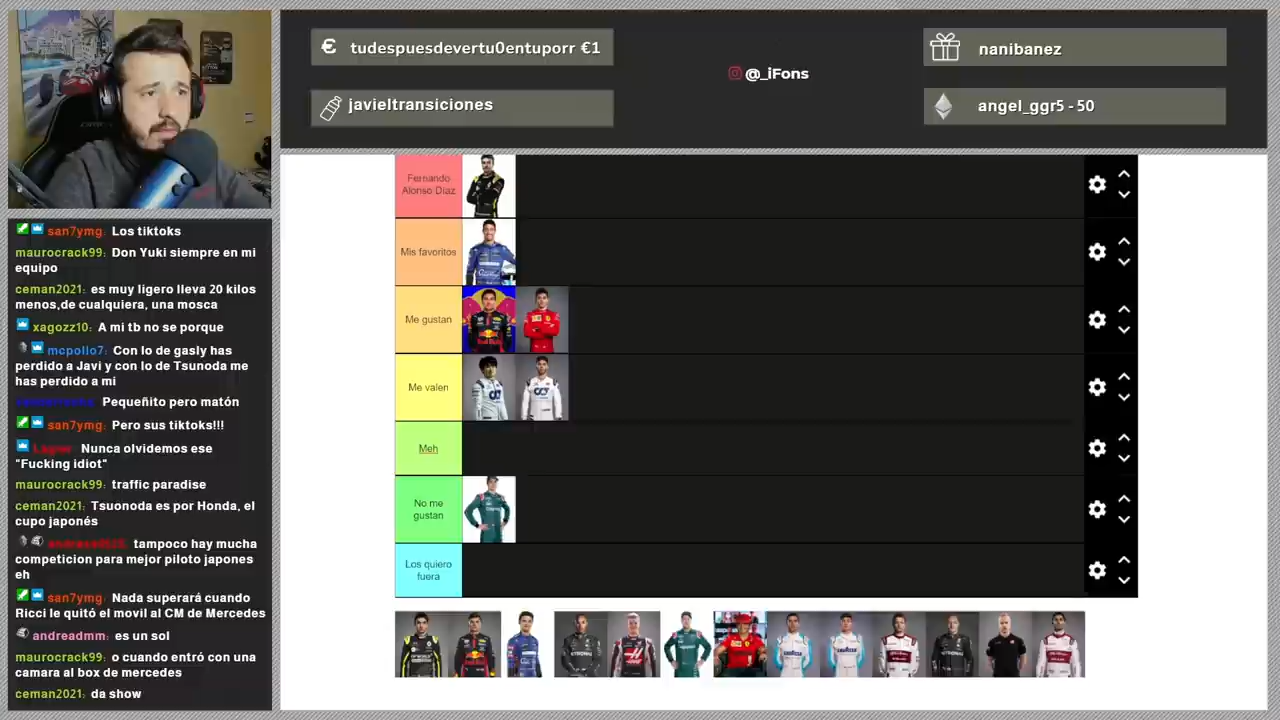 € tudespuesdevertu0entuporr €1
nanibanez
@_iFons
javieltransiciones
angel_ggr5 - 50
Fernando
Alonso Díaz
Mis favoritos
Me gustan
Me valen
Meh
No me
gustan
Los quiero
fuera
san7ymg: Los tiktoks
maurocrack99: Don Yuki siempre en mi
equipo
ceman2021: es muy ligero lleva 20 kilos
menos,de cualquiera, una mosca
xagozz10: A mi tb no se porque
mcpollo7: Con lo de gasly has
perdido a Javi y con lo de Tsunoda me
has perdido a mi
Pequeñito pero matón
san7ymg: Pero sus tiktoks!!!
Nunca olvidemos ese
"Fucking idiot"
maurocrack99: traffic paradise
ceman2021: Tsuonoda es por Honda, el
cupo japonés
tampoco hay mucha
competicion para mejor piloto japones
eh
san7ymg: Nada superará cuando
Ricci le quitó el movil al CM de Mercedes
andreadmm: es un sol
maurocrack99: o cuando entró con una
camara al box de mercedes
ceman2021: da show